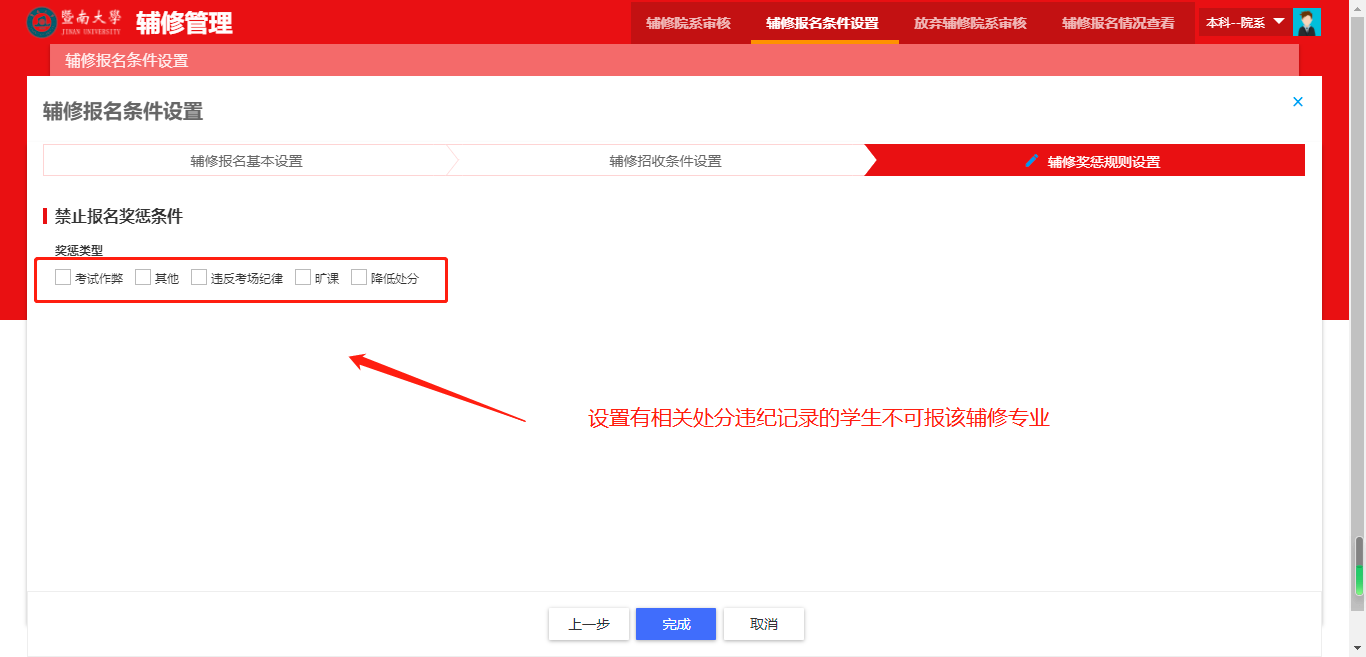 暨南大學
JINAN UNIVERSITY
辅修管理
辅修院系审核
辅修报名条件设置
放弃辅修院系审核
辅修报名情况查看
本科--院系
辅修报名条件设置
辅修报名条件设置
辅修报名基本设置
辅修招收条件设置
辅修奖惩规则设置
禁止报名奖惩条件
奖惩类型
考试作弊 其他 违反考场纪律 旷课 降低处分
设置有相关处分违纪记录的学生不可报该辅修专业
上一步 完成 取消